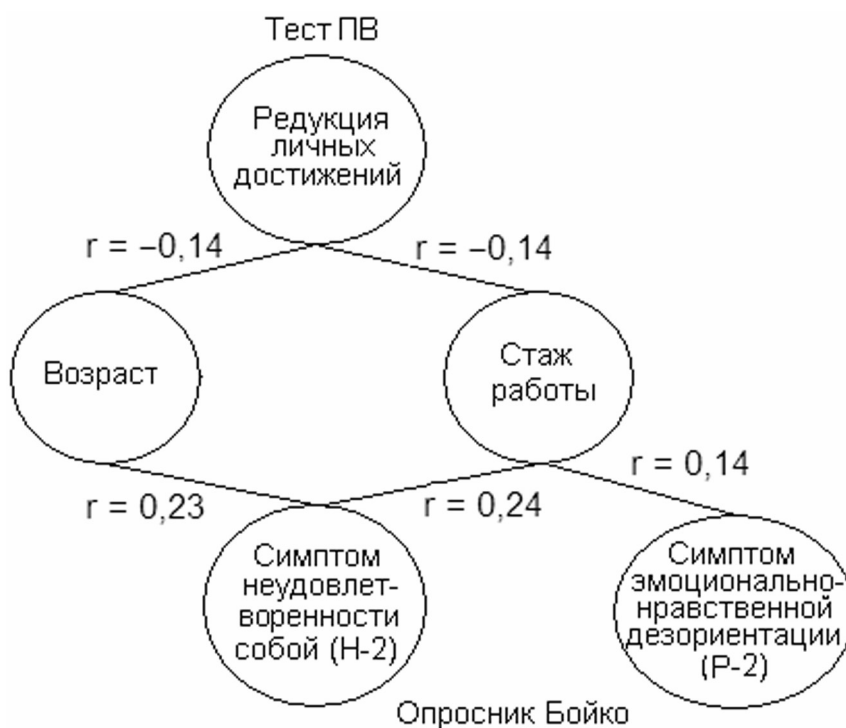 Тест ПВ
Редукция
личных
достижений
r = −0,14
r = −0,14
Возраст
Стаж
работы
r = 0,23
r = 0,24
r = 0,14
Симптом
неудовлет-
воренности
собой (Н-2)
Симптом
эмоционально-
нравственной
дезориентации
(Р-2)
Опросник Бойко